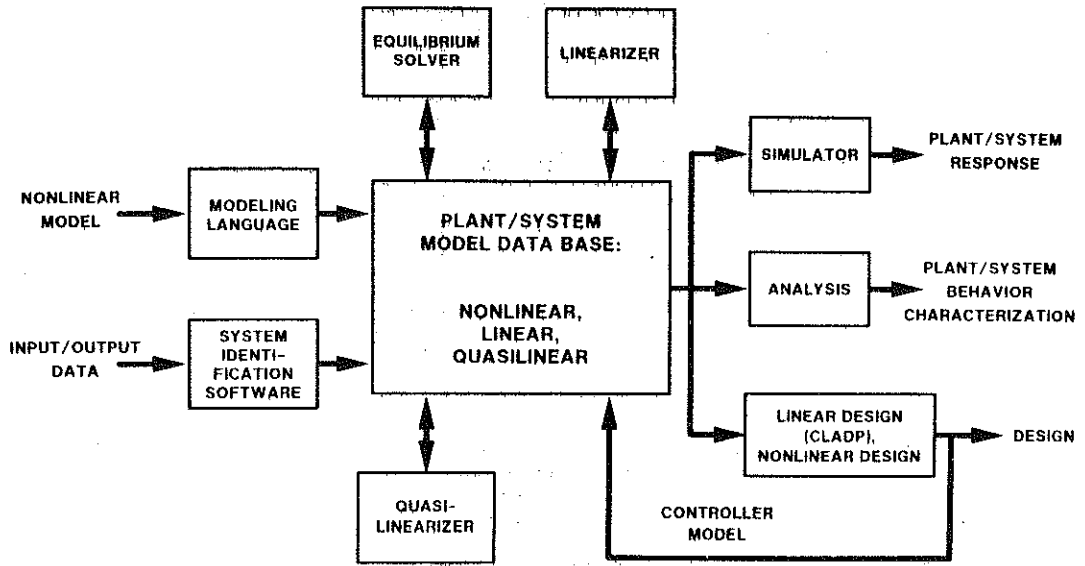 EQUILIBRIUM
SOLVER
LINEARIZER
SIMULATOR
PLANT/SYSTEM
RESPONSE
NONLINEAR
MODEL
MODELING
LANGUAGE
PLANT/SYSTEM
MODEL DATA BASE:
NONLINEAR,
LINEAR,
QUASILINEAR
ANALYSIS
PLANT/SYSTEM
BEHAVIOR
CHARACTERIZATION
INPUT/OUTPUT
DATA
SYSTEM
IDENTI-
FICATION
SOFTWARE
LINEAR DESIGN
(CLADP),
NONLINEAR DESIGN
DESIGN
QUASI-
LINEARIZER
CONTROLLER
MODEL